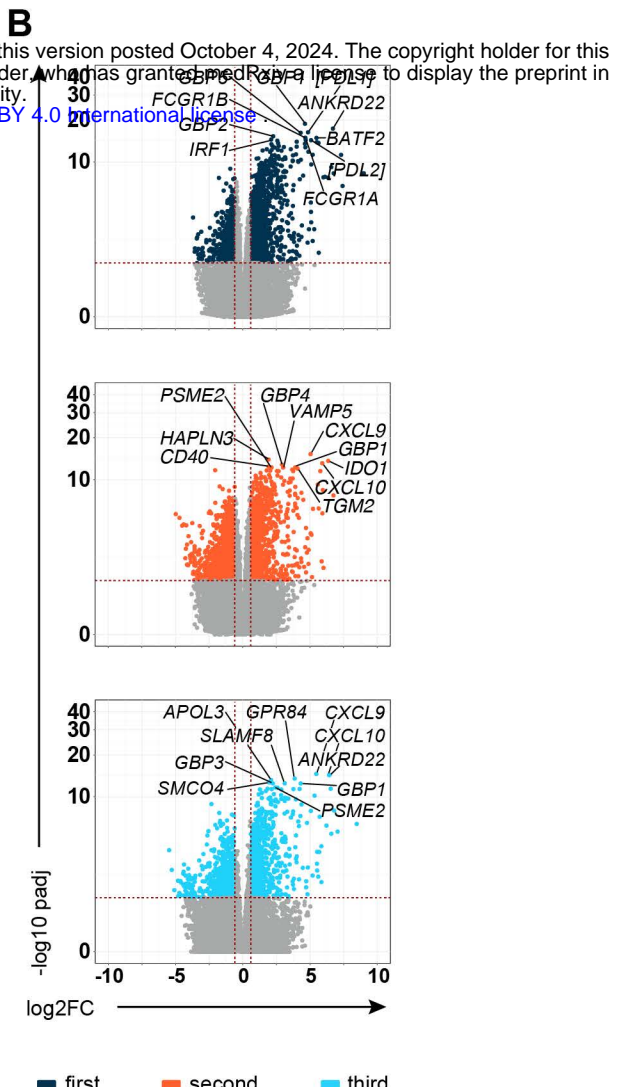 B
this version posted October 4, 2024. The copyright holder for this
der, who has granted medRxiv a license to display the preprint in
ity.
BY 4.0 International license.
40
30
20
10
0
GBP5 GBP1 [PDL1]
FCGR1B ANKRD22
GBP2 BATF2
IRF1 [PDL2]
FCGR1A
40
30
20
10
0
PSME2 GBP4
VAMP5
CXCL9
HAPLN3 GBP1
CD40 IDO1
CXCL10
TGM2
40
30
20
10
0
APOL3 GPR84 CXCL9
SLAMF8 CXCL10
GBP3 ANKRD22
SMCO4 GBP1
PSME2
-log10 padj
-10 -5 0 5 10
log2FC
first second third